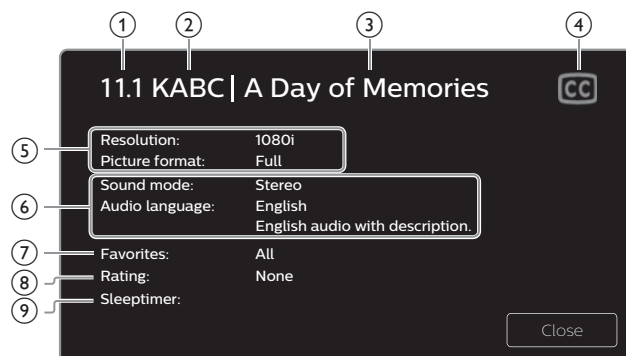 1 2 3 4
11.1 KABC | A Day of Memories CC
5 Resolution: 1080i
Picture format: Full
6 Sound mode: Stereo
Audio language: English
English audio with description.
7 Favorites: All
8 Rating: None
9 Sleeptimer:
Close